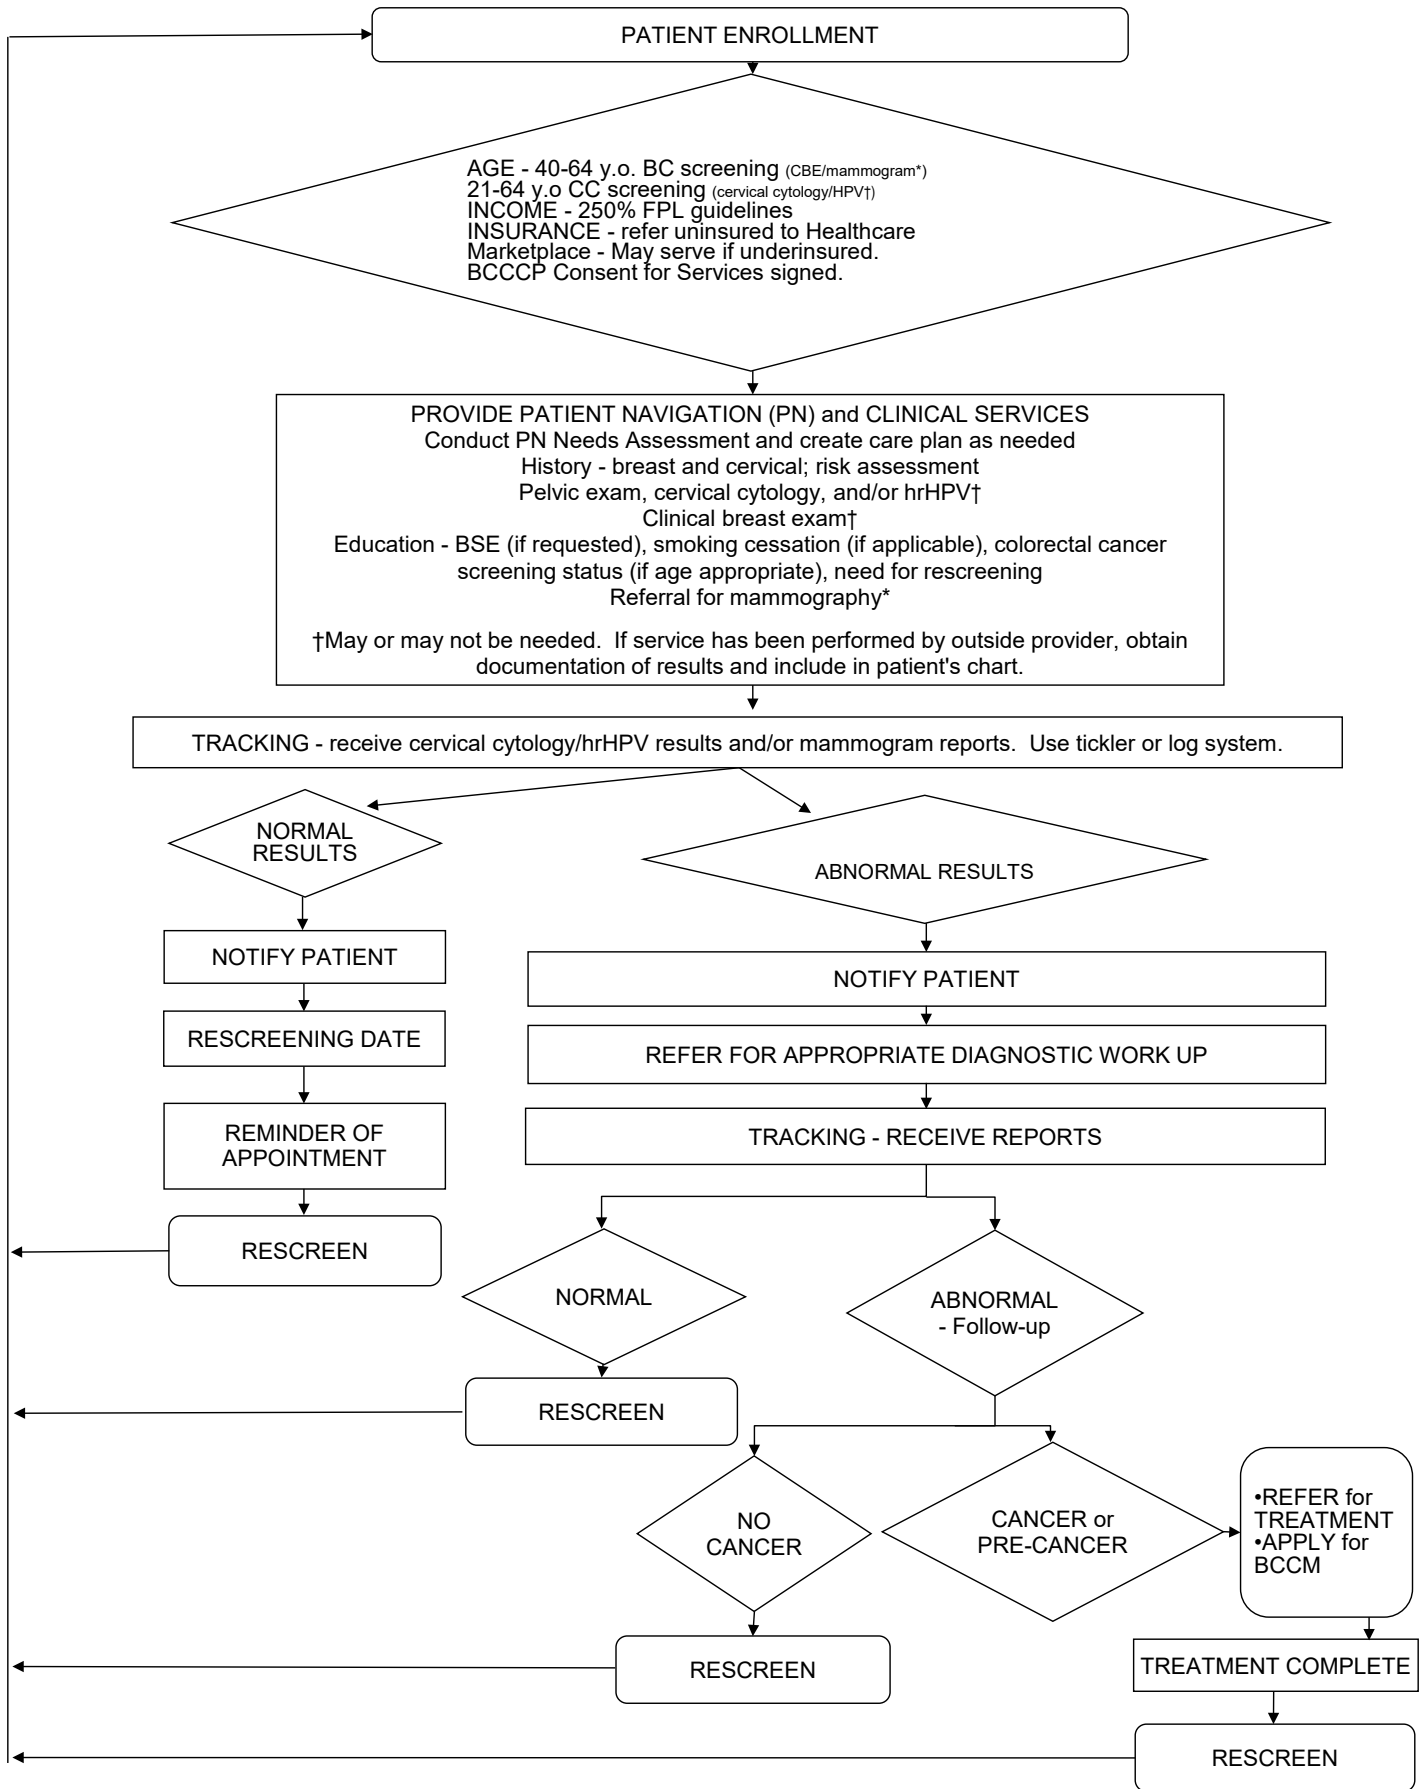 PATIENT ENROLLMENT
AGE - 40-64 y.o. BC screening (CBE/mammogram*)
21-64 y.o CC screening (cervical cytology/HPV†)
INCOME - 250% FPL guidelines
INSURANCE - refer uninsured to Healthcare
Marketplace - May serve if underinsured.
BCCCP Consent for Services signed.
PROVIDE PATIENT NAVIGATION (PN) and CLINICAL SERVICES
Conduct PN Needs Assessment and create care plan as needed
History - breast and cervical; risk assessment
Pelvic exam, cervical cytology, and/or hrHPV†
Clinical breast exam†
Education - BSE (if requested), smoking cessation (if applicable), colorectal cancer
screening status (if age appropriate), need for rescreening
Referral for mammography*
†May or may not be needed.  If service has been performed by outside provider, obtain
documentation of results and include in patient's chart.
TRACKING - receive cervical cytology/hrHPV results and/or mammogram reports.  Use tickler or log system.
NORMAL
RESULTS
ABNORMAL RESULTS
NOTIFY PATIENT
RESCREENING DATE
REMINDER OF
APPOINTMENT
RESCREEN
NOTIFY PATIENT
REFER FOR APPROPRIATE DIAGNOSTIC WORK UP
TRACKING - RECEIVE REPORTS
NORMAL
RESCREEN
ABNORMAL
- Follow-up
NO
CANCER
RESCREEN
CANCER or
PRE-CANCER
•REFER for
TREATMENT
•APPLY for
BCCM
TREATMENT COMPLETE
RESCREEN